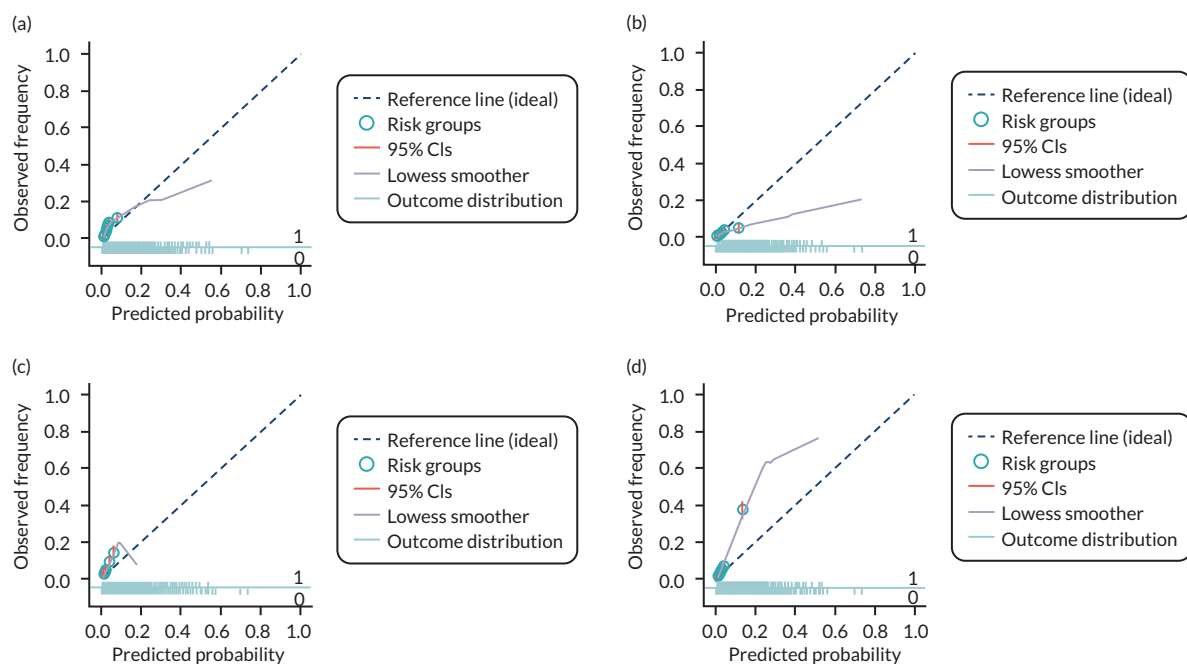 (a)
Observed frequency
1.0
0.8
0.6
0.4
0.2
0.0
1
0
0.0 0.2 0.4 0.6 0.8 1.0
Predicted probability
Reference line (ideal)
Risk groups
95% CIs
Lowess smoother
Outcome distribution
(b)
Observed frequency
1.0
0.8
0.6
0.4
0.2
0.0
1
0
0.0 0.2 0.4 0.6 0.8 1.0
Predicted probability
Reference line (ideal)
Risk groups
95% CIs
Lowess smoother
Outcome distribution
(c)
Observed frequency
1.0
0.8
0.6
0.4
0.2
0.0
1
0
0.0 0.2 0.4 0.6 0.8 1.0
Predicted probability
Reference line (ideal)
Risk groups
95% CIs
Lowess smoother
Outcome distribution
(d)
Observed frequency
1.0
0.8
0.6
0.4
0.2
0.0
1
0
0.0 0.2 0.4 0.6 0.8 1.0
Predicted probability
Reference line (ideal)
Risk groups
95% CIs
Lowess smoother
Outcome distribution